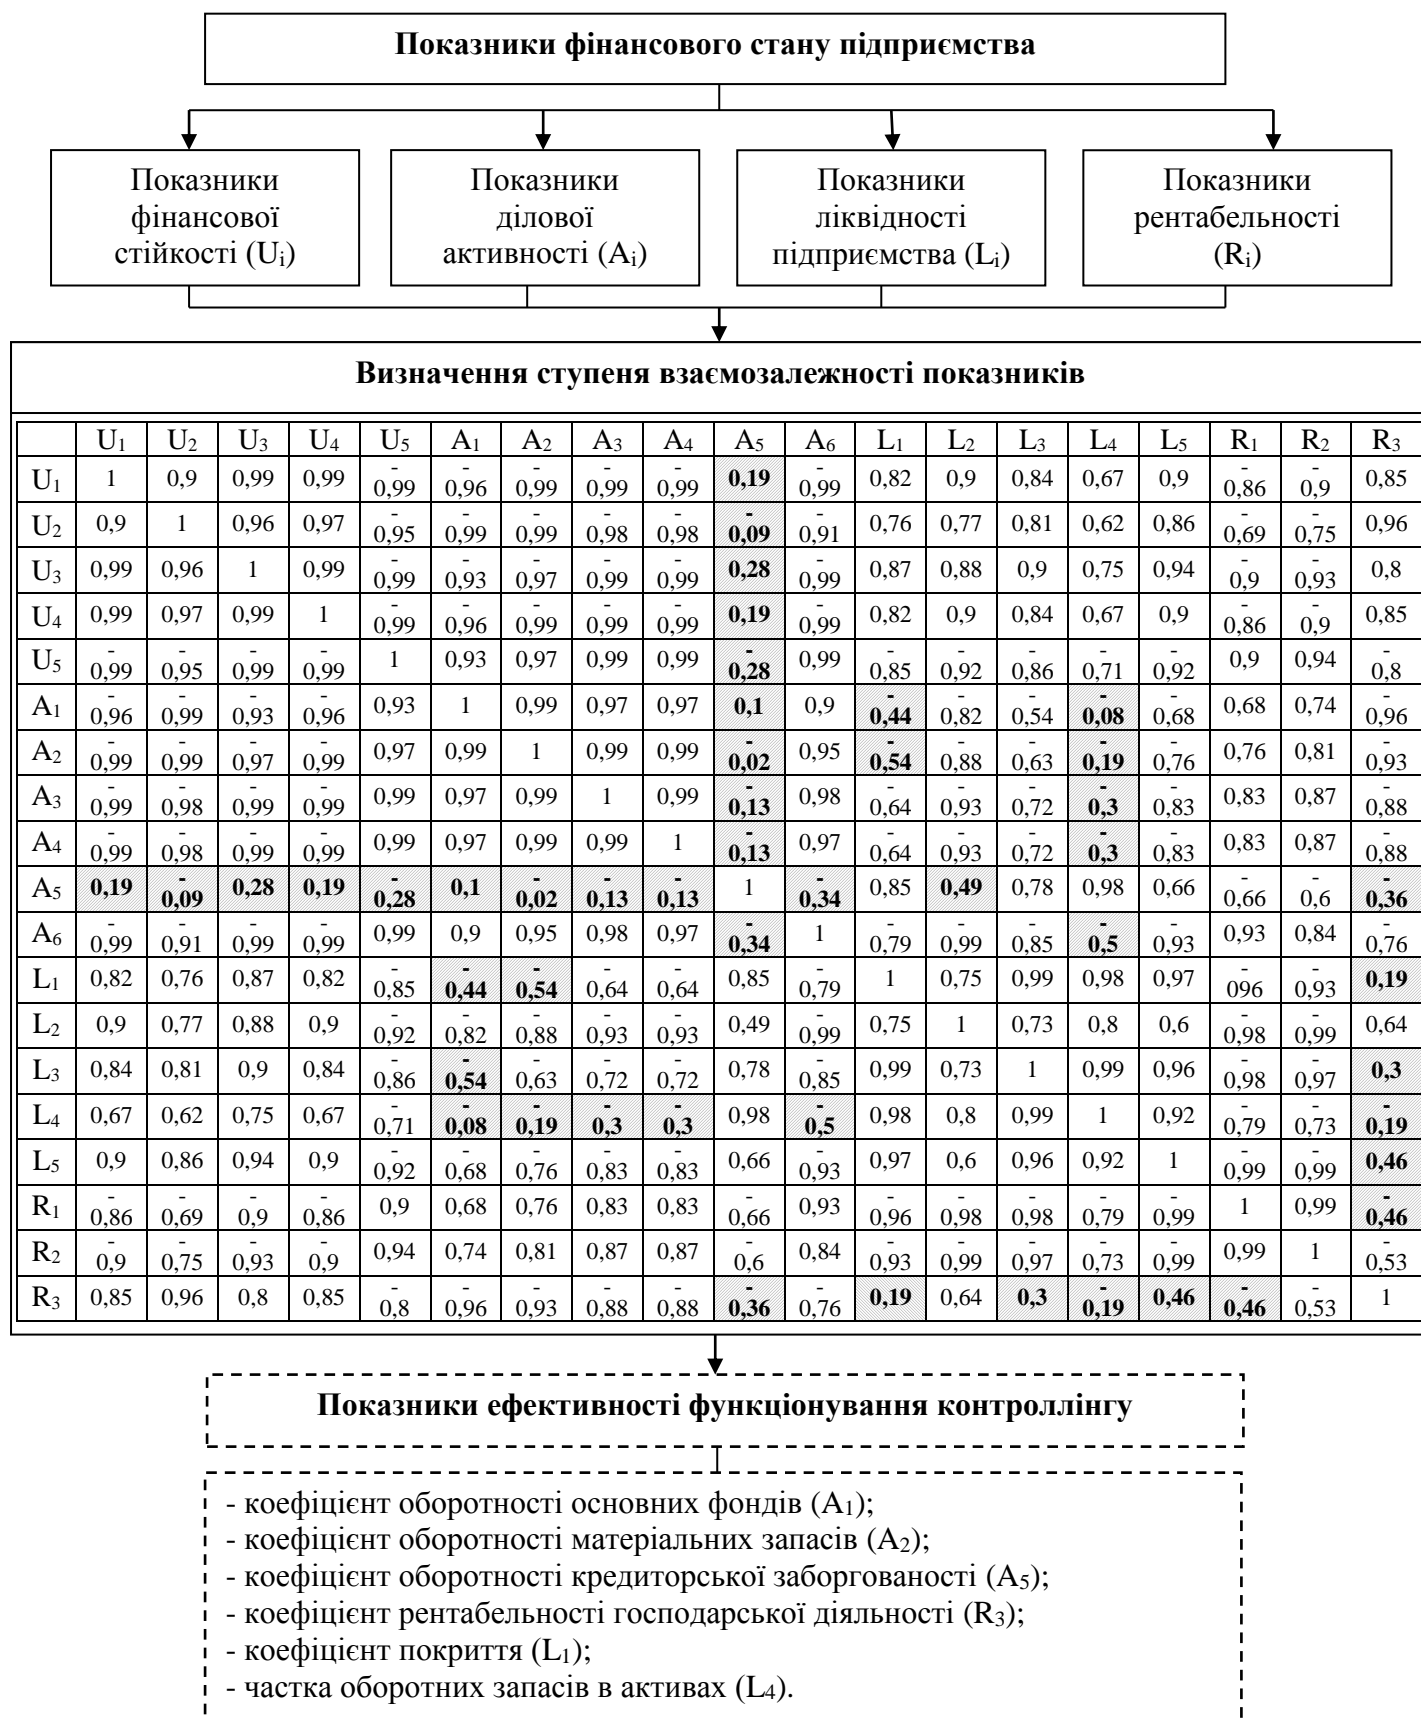 Показники фінансового стану підприємства
Показники
фінансової
стійкості (Ui)
Показники
ділової
активності (Ai)
Показники
ліквідності
підприємства (Li)
Показники
рентабельності
(Ri)
Визначення ступеня взаємозалежності показників
U1 U2 U3 U4 U5 A1 A2 A3 A4 A5 A6 L1 L2 L3 L4 L5 R1 R2 R3
U1 1 0,9 0,99 0,99 -0,99 -0,96 -0,99 -0,99 -0,99 0,19 -0,99 0,82 0,9 0,84 0,67 0,9 -0,86 -0,9 0,85
U2 0,9 1 0,96 0,97 -0,95 -0,99 -0,99 -0,98 -0,98 -0,09 -0,91 0,76 0,77 0,81 0,62 0,86 -0,69 -0,75 0,96
U3 0,99 0,96 1 0,99 -0,99 -0,93 -0,97 -0,99 -0,99 0,28 -0,99 0,87 0,88 0,9 0,75 0,94 -0,9 -0,93 0,8
U4 0,99 0,97 0,99 1 -0,99 -0,96 -0,99 -0,99 -0,99 0,19 -0,99 0,82 0,9 0,84 0,67 0,9 -0,86 -0,9 0,85
U5 -0,99 -0,95 -0,99 -0,99 1 0,93 0,97 0,99 0,99 -0,28 0,99 -0,85 -0,92 -0,86 -0,71 -0,92 0,9 0,94 -0,8
A1 -0,96 -0,99 -0,93 -0,96 0,93 1 0,99 0,97 0,97 0,1 0,9 -0,44 -0,82 -0,54 -0,08 -0,68 0,68 0,74 -0,96
A2 -0,99 -0,99 -0,97 -0,99 0,97 0,99 1 0,99 0,99 -0,02 0,95 -0,54 -0,88 -0,63 -0,19 -0,76 0,76 0,81 -0,93
A3 -0,99 -0,98 -0,99 -0,99 0,99 0,97 0,99 1 0,99 -0,13 0,98 -0,64 -0,93 -0,72 -0,3 -0,83 0,83 0,87 -0,88
A4 -0,99 -0,98 -0,99 -0,99 0,99 0,97 0,99 0,99 1 -0,13 0,97 -0,64 -0,93 -0,72 -0,3 -0,83 0,83 0,87 -0,88
A5 0,19 -0,09 0,28 0,19 -0,28 0,1 -0,02 -0,13 -0,13 1 -0,34 0,85 0,49 0,78 0,98 0,66 -0,66 -0,6 -0,36
A6 -0,99 -0,91 -0,99 -0,99 0,99 0,9 0,95 0,98 0,97 -0,34 1 -0,79 -0,99 -0,85 -0,5 -0,93 0,93 0,84 -0,76
L1 0,82 0,76 0,87 0,82 -0,85 -0,44 -0,54 -0,64 -0,64 0,85 -0,79 1 0,75 0,99 0,98 0,97 -096 -0,93 0,19
L2 0,9 0,77 0,88 0,9 -0,92 -0,82 -0,88 -0,93 -0,93 0,49 -0,99 0,75 1 0,73 0,8 0,6 -0,98 -0,99 0,64
L3 0,84 0,81 0,9 0,84 -0,86 -0,54 -0,63 -0,72 -0,72 0,78 -0,85 0,99 0,73 1 0,99 0,96 -0,98 -0,97 0,3
L4 0,67 0,62 0,75 0,67 -0,71 -0,08 -0,19 -0,3 -0,3 0,98 -0,5 0,98 0,8 0,99 1 0,92 -0,79 -0,73 -0,19
L5 0,9 0,86 0,94 0,9 -0,92 -0,68 -0,76 -0,83 -0,83 0,66 -0,93 0,97 0,6 0,96 0,92 1 -0,99 -0,99 0,46
R1 -0,86 -0,69 -0,9 -0,86 0,9 0,68 0,76 0,83 0,83 -0,66 0,93 -0,96 -0,98 -0,98 -0,79 -0,99 1 0,99 -0,46
R2 -0,9 -0,75 -0,93 -0,9 0,94 0,74 0,81 0,87 0,87 -0,6 0,84 -0,93 -0,99 -0,97 -0,73 -0,99 0,99 1 -0,53
R3 0,85 0,96 0,8 0,85 -0,8 -0,96 -0,93 -0,88 -0,88 -0,36 -0,76 0,19 0,64 0,3 -0,19 0,46 -0,46 -0,53 1
Показники ефективності функціонування контроллінгу
- коефіцієнт оборотності основних фондів (A1);
- коефіцієнт оборотності матеріальних запасів (A2);
- коефіцієнт оборотності кредиторської заборгованості (A5);
- коефіцієнт рентабельності господарської діяльності (R3);
- коефіцієнт покриття (L1);
- частка оборотних запасів в активах (L4).